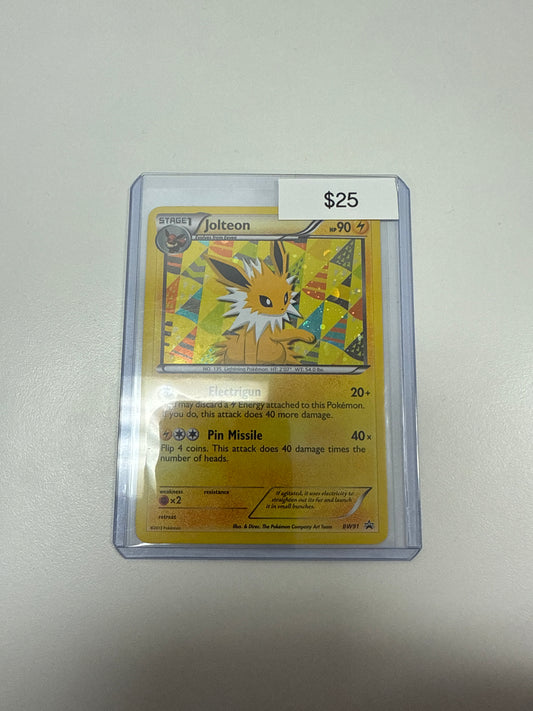 $25
STAGE1
Jolteon
HP90
Evolves from Eevee
NO. 135 Lightning Pokémon HT: 2'07" WT: 54.0 lbs.
Electrigun 20+
may discard a Energy attached to this Pokémon.
If you do, this attack does 40 more damage.
Pin Missile 40×
Flip 4 coins. This attack does 40 damage times the
number of heads.
weakness resistance
×2
retreat
If agitated, it uses electricity to
straighten out its fur and launch
it in small bunches.
©2012 Pokémon
Illus. & Direc. The Pokémon Company Art Team
BW91